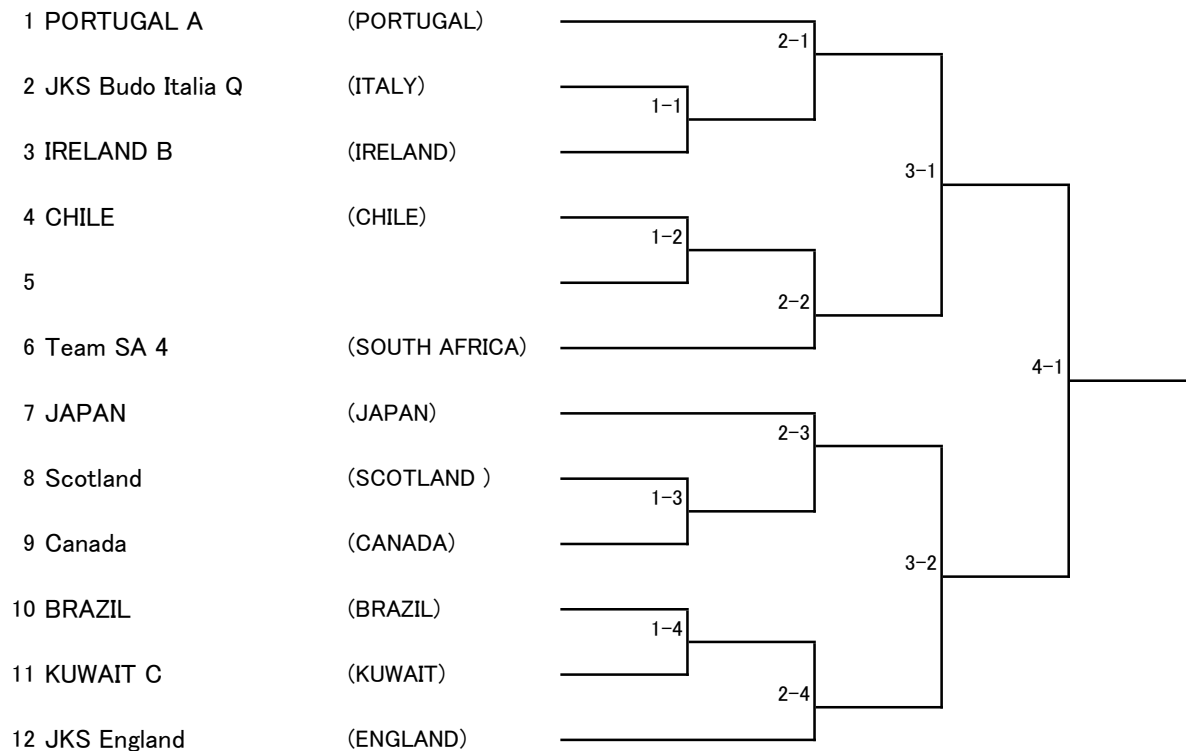 1 PORTUGAL A (PORTUGAL)
2-1
2 JKS Budo Italia Q (ITALY)
1-1
3 IRELAND B (IRELAND)
3-1
4 CHILE (CHILE)
1-2
5
2-2
6 Team SA 4 (SOUTH AFRICA)
4-1
7 JAPAN (JAPAN)
2-3
8 Scotland (SCOTLAND )
1-3
9 Canada (CANADA)
3-2
10 BRAZIL (BRAZIL)
1-4
11 KUWAIT C (KUWAIT)
2-4
12 JKS England (ENGLAND)